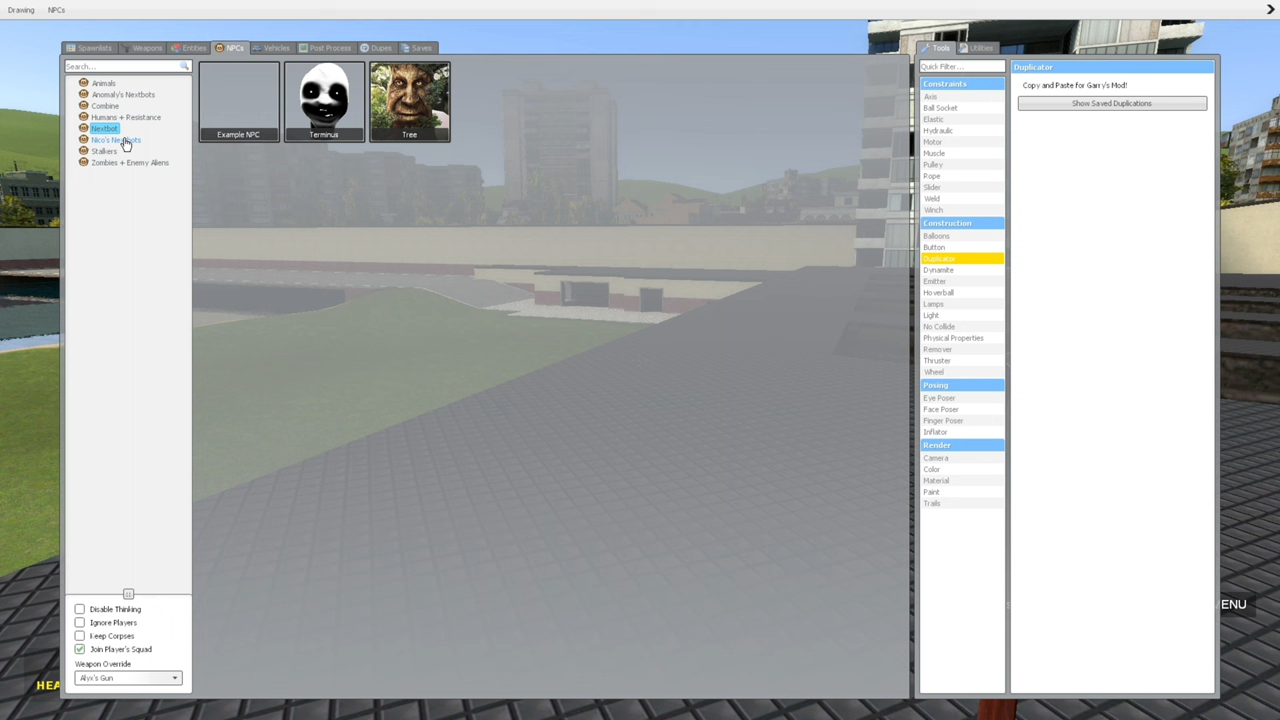 Drawing NPCs
Spawnlists Weapons Entities NPCs Vehicles Post Process Dupes Saves
Search...
Animals
Anomaly's Nextbots
Combine
Humans + Resistance
Nextbot
Nico's Nextbots
Stalkers
Zombies + Enemy Aliens
Example NPC Terminus Tree
Disable Thinking
Ignore Players
Keep Corpses
Join Player's Squad
Weapon Override
Alyx's Gun
HEA
Tools Utilities
Quick Filter...
Constraints
Axis
Ball Socket
Elastic
Hydraulic
Motor
Muscle
Pulley
Rope
Slider
Weld
Winch
Construction
Balloons
Button
Duplicator
Dynamite
Emitter
Hoverball
Lamps
Light
No Collide
Physical Properties
Remover
Thruster
Wheel
Posing
Eye Poser
Face Poser
Finger Poser
Inflator
Render
Camera
Color
Material
Paint
Trails
Duplicator
Copy and Paste for Garry's Mod!
Show Saved Duplications
ENU